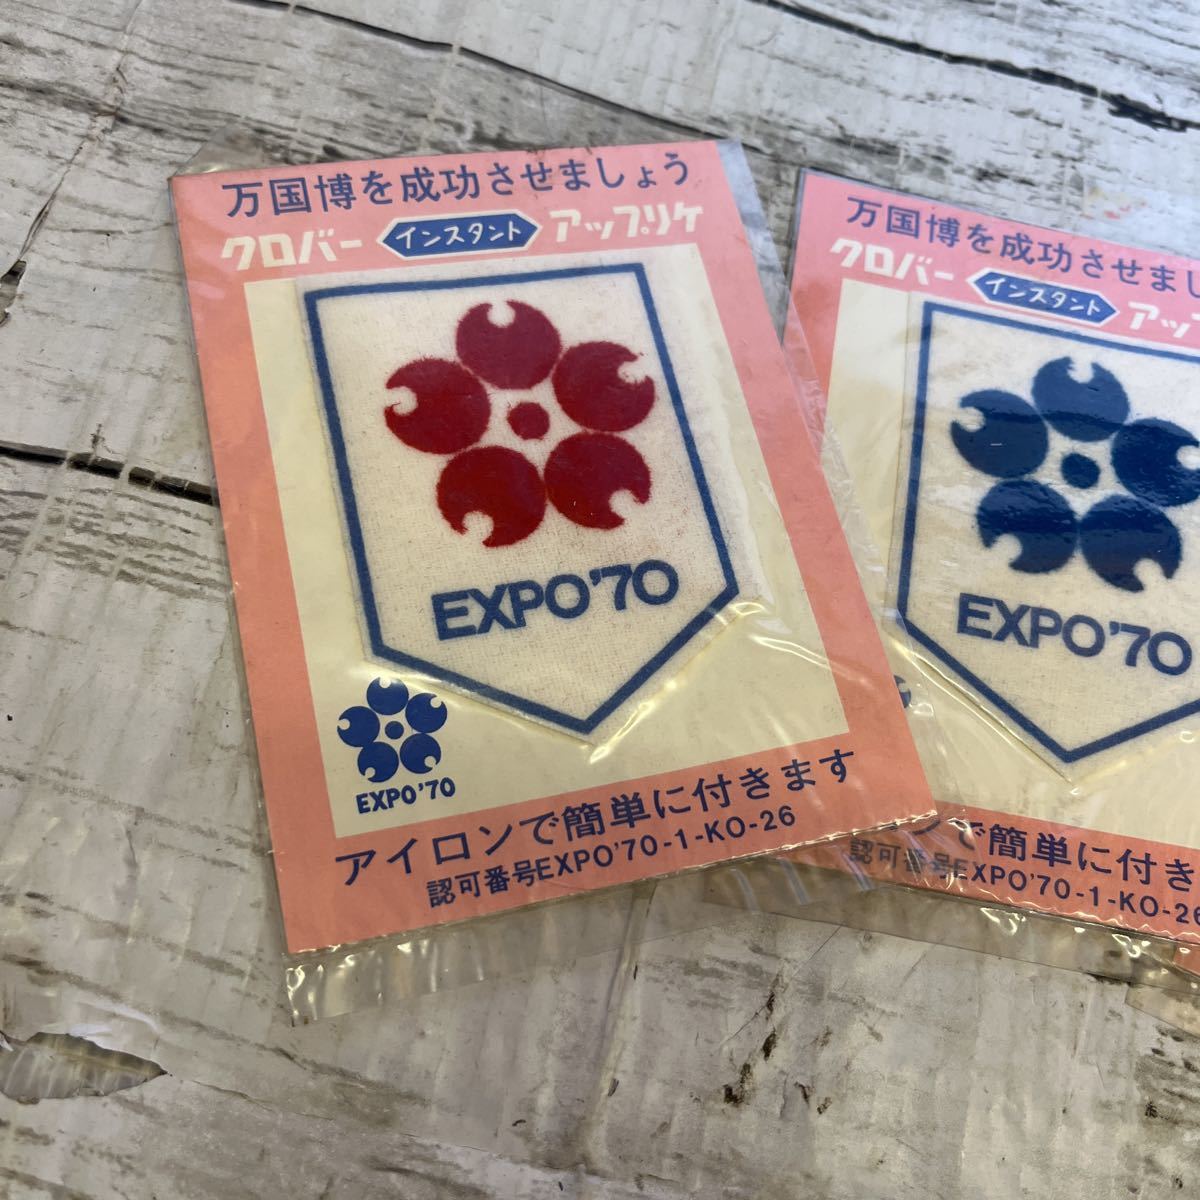 万国博を成功させましょう
クロバー インスタント アップリケ
EXPO'70
EXPO'70
アイロンで簡単に付きます
認可番号EXPO'70-1-KO-26
万国博を成功させまし
クロバー インスタント アッ
EXPO'70
ンで簡単に付き
認可番号EXPO'70-1-KO-26